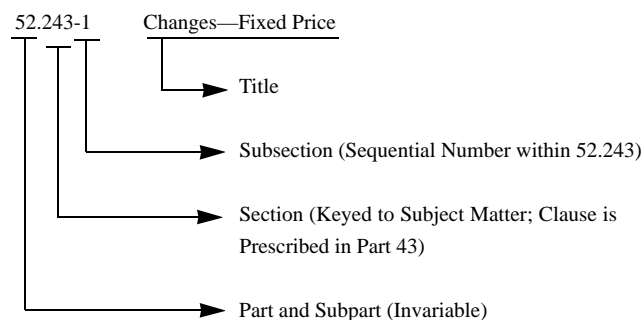 52.243-1 Changes—Fixed Price
Title
Subsection (Sequential Number within 52.243)
Section (Keyed to Subject Matter; Clause is
Prescribed in Part 43)
Part and Subpart (Invariable)